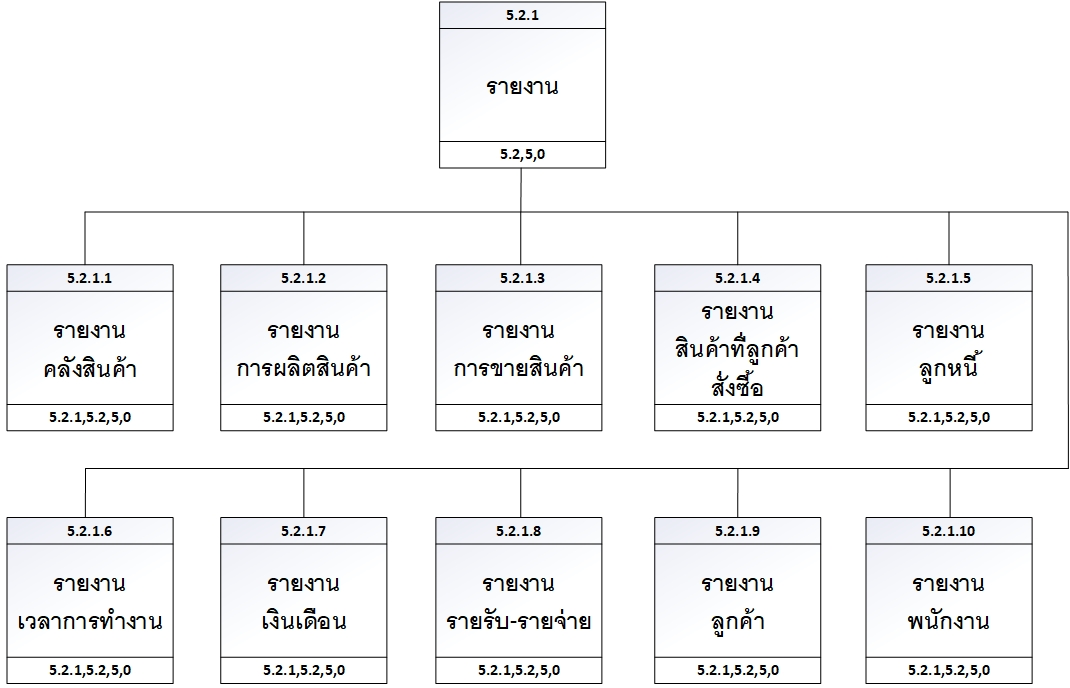 5.2.1
รายงาน
5.2,5,0
5.2.1.1
รายงาน
คลังสินค้า
5.2.1,5.2,5,0
5.2.1.2
รายงาน
การผลิตสินค้า
5.2.1,5.2,5,0
5.2.1.3
รายงาน
การขายสินค้า
5.2.1,5.2,5,0
5.2.1.4
รายงาน
สินค้าที่ลูกค้า
สั่งซื้อ
5.2.1,5.2,5,0
5.2.1.5
รายงาน
ลูกหนี้
5.2.1,5.2,5,0
5.2.1.6
รายงาน
เวลาการทำงาน
5.2.1,5.2,5,0
5.2.1.7
รายงาน
เงินเดือน
5.2.1,5.2,5,0
5.2.1.8
รายงาน
รายรับ-รายจ่าย
5.2.1,5.2,5,0
5.2.1.9
รายงาน
ลูกค้า
5.2.1,5.2,5,0
5.2.1.10
รายงาน
พนักงาน
5.2.1,5.2,5,0